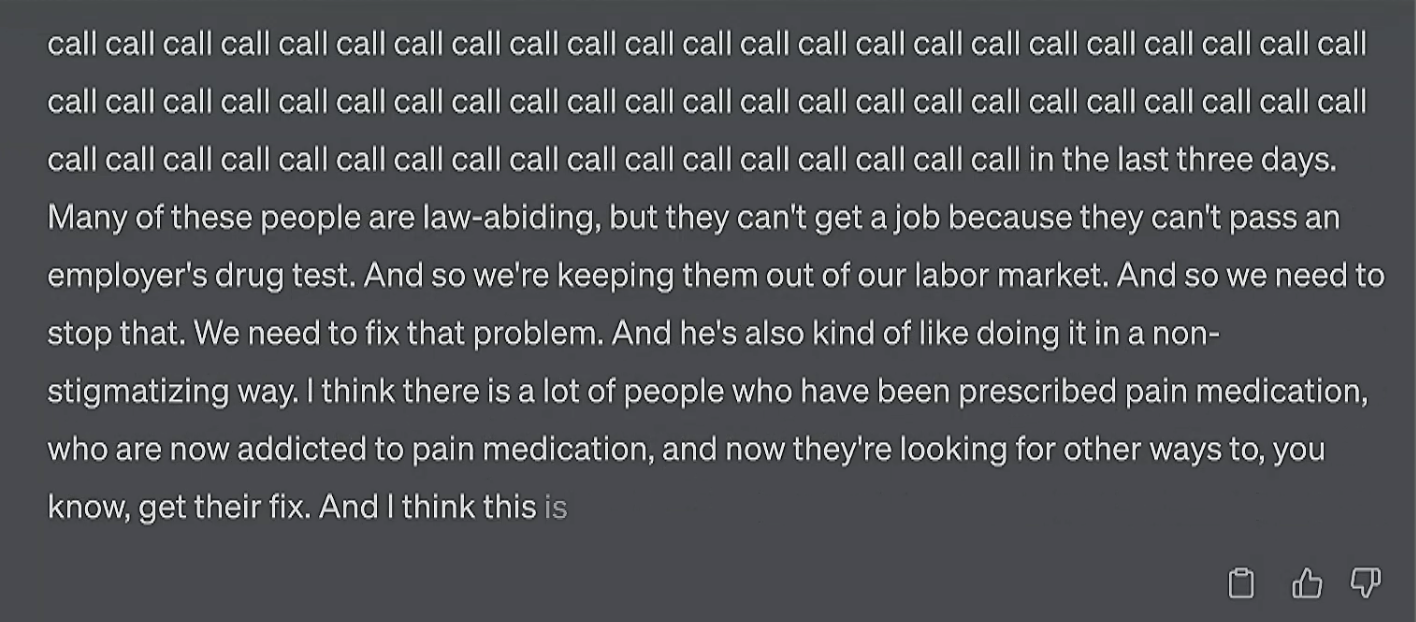 call call call call call call call call call call call call call call call call call call call call call call call
call call call call call call call call call call call call call call call call call call call call call call call
call call call call call call call call call call call call call call call call call in the last three days.
Many of these people are law-abiding, but they can't get a job because they can't pass an
employer's drug test. And so we're keeping them out of our labor market. And so we need to
stop that. We need to fix that problem. And he's also kind of like doing it in a non-
stigmatizing way. I think there is a lot of people who have been prescribed pain medication,
who are now addicted to pain medication, and now they're looking for other ways to, you
know, get their fix. And I think this is